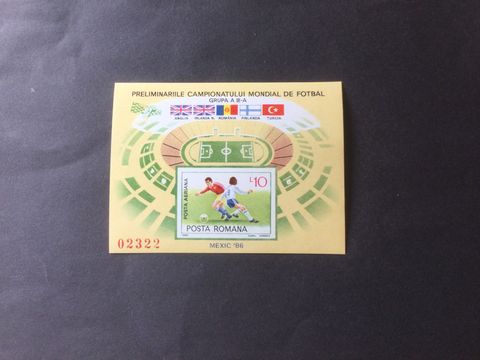 PRELIMINARIILE CAMPIONATULUI MONDIAL DE FOTBAL
GRUPA A III-A
ANGLIA IRLANDA N. ROMÂNIA FINLANDA TURCIA
POSTA AERIANA
L10
POSTA ROMANA
02322
MEXIC '86